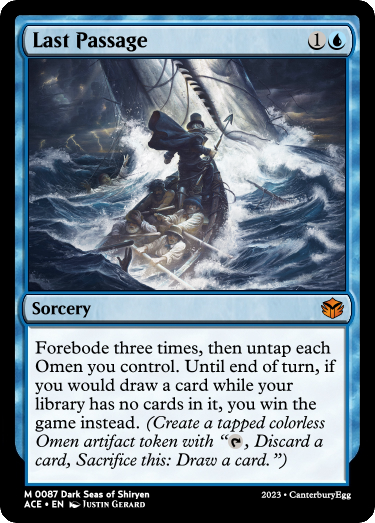 Last Passage
1
Sorcery
Forebode three times, then untap each
Omen you control. Until end of turn, if
you would draw a card while your
library has no cards in it, you win the
game instead. (Create a tapped colorless
Omen artifact token with “, Discard a
card, Sacrifice this: Draw a card.”)
M 0087 Dark Seas of Shiryen
ACE • EN Justin Gerard
2023 • CanterburyEgg